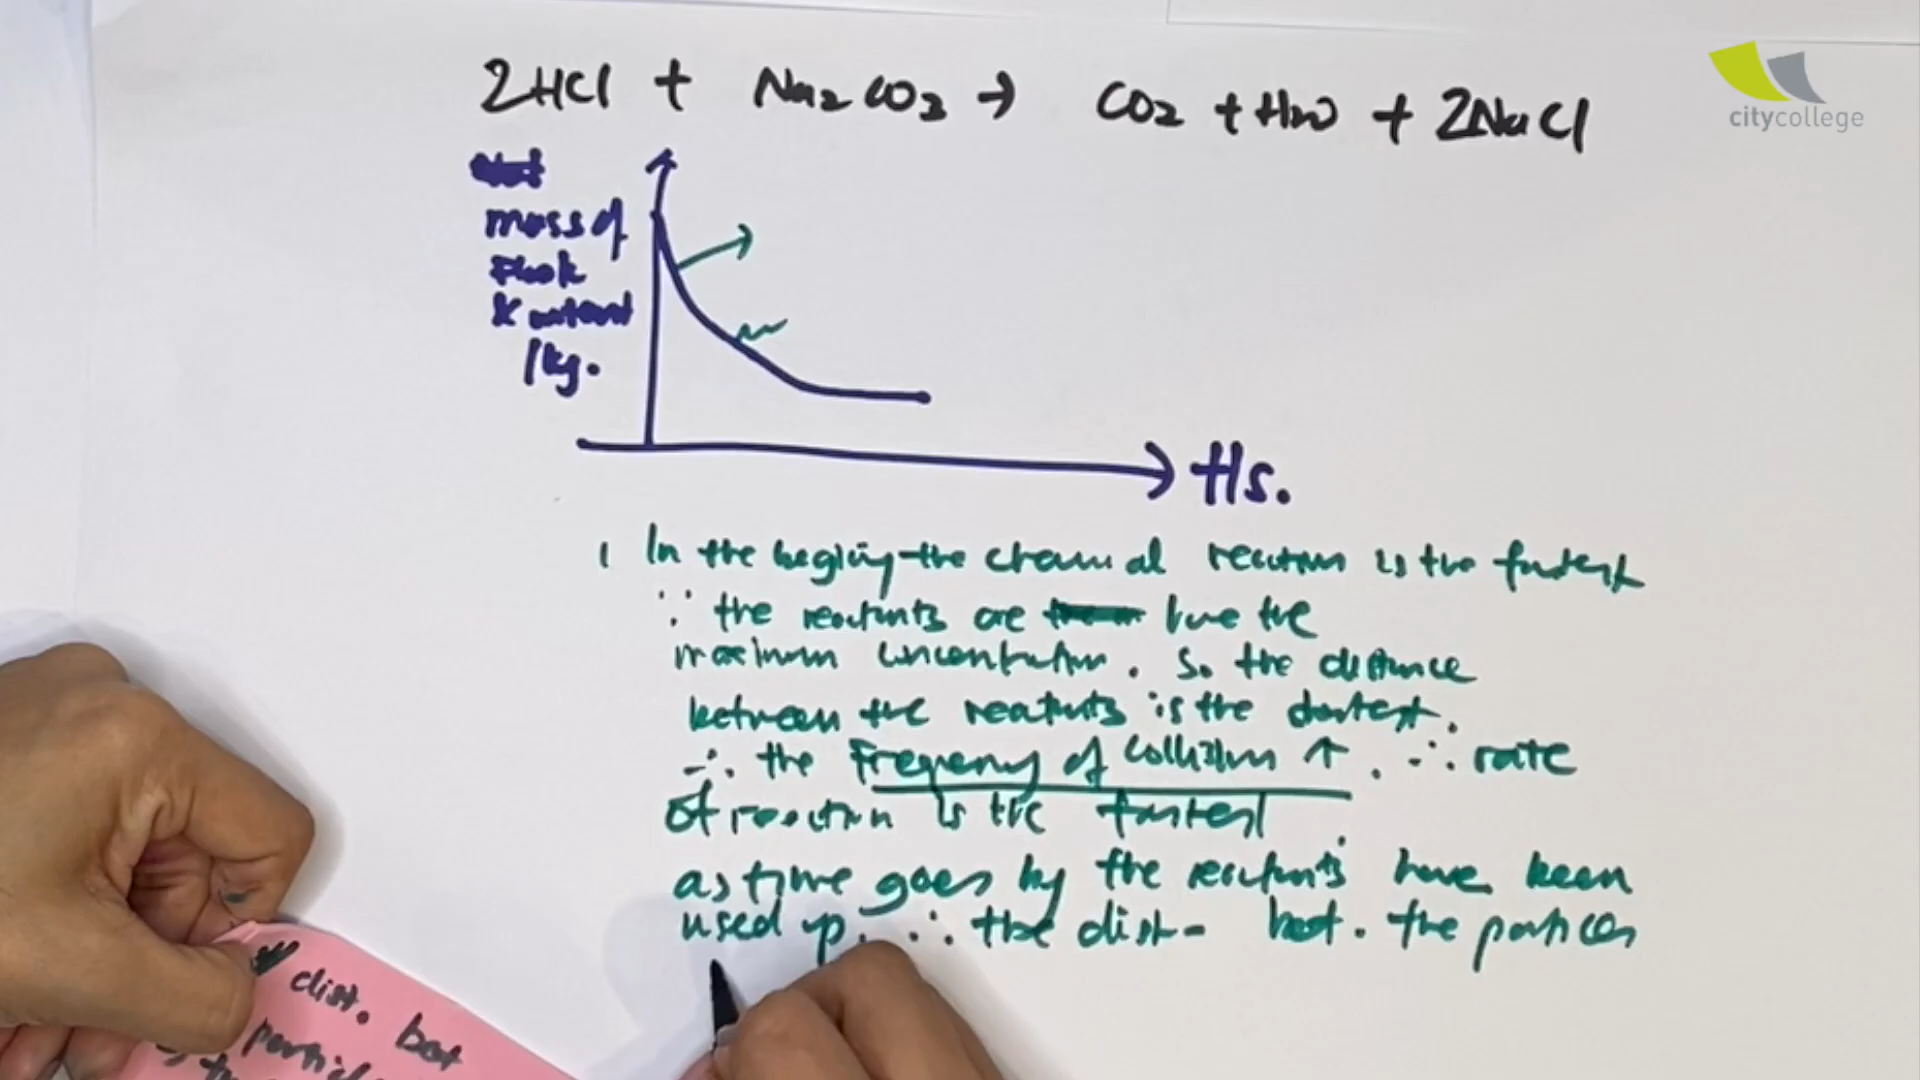 2HCl + Na2CO3 → CO2 + H2O + 2NaCl
citycollege
mass of
flask
& content
/kg.
t/s.
1 In the begining the chemical reaction is the fastest
∵ the reactants are have the
maximum concentration. So the distance
between the reactants is the shortest.
∴ the Frequency of collision ↑. ∴ rate
of reaction is the fastest
as time goes by the reactants have been
used up. ∴ the dist- bet. the particles
dist. bet